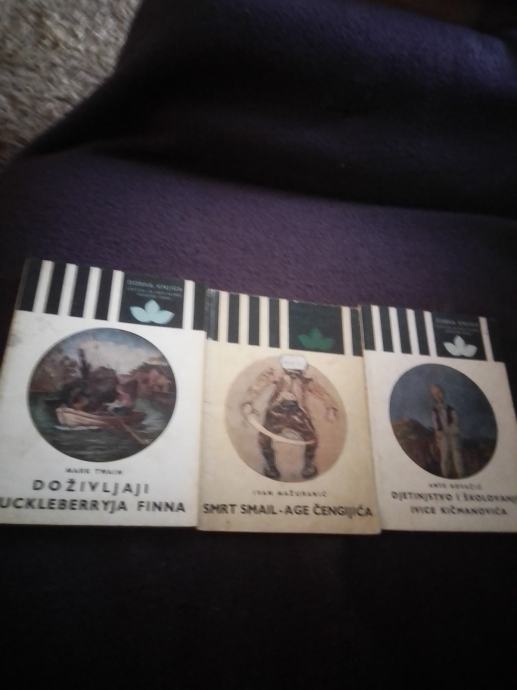 MARK TWAIN
DOŽIVLJAJI
UCKLEBERRYJA FINNA
IVAN MAŽURANIĆ
SMRT SMAIL-AGE ČENGIJIĆA
ANTE KOVAČIĆ
DJETINJSTVO I ŠKOLOVANJE
IVICE KIČMANOVIĆA